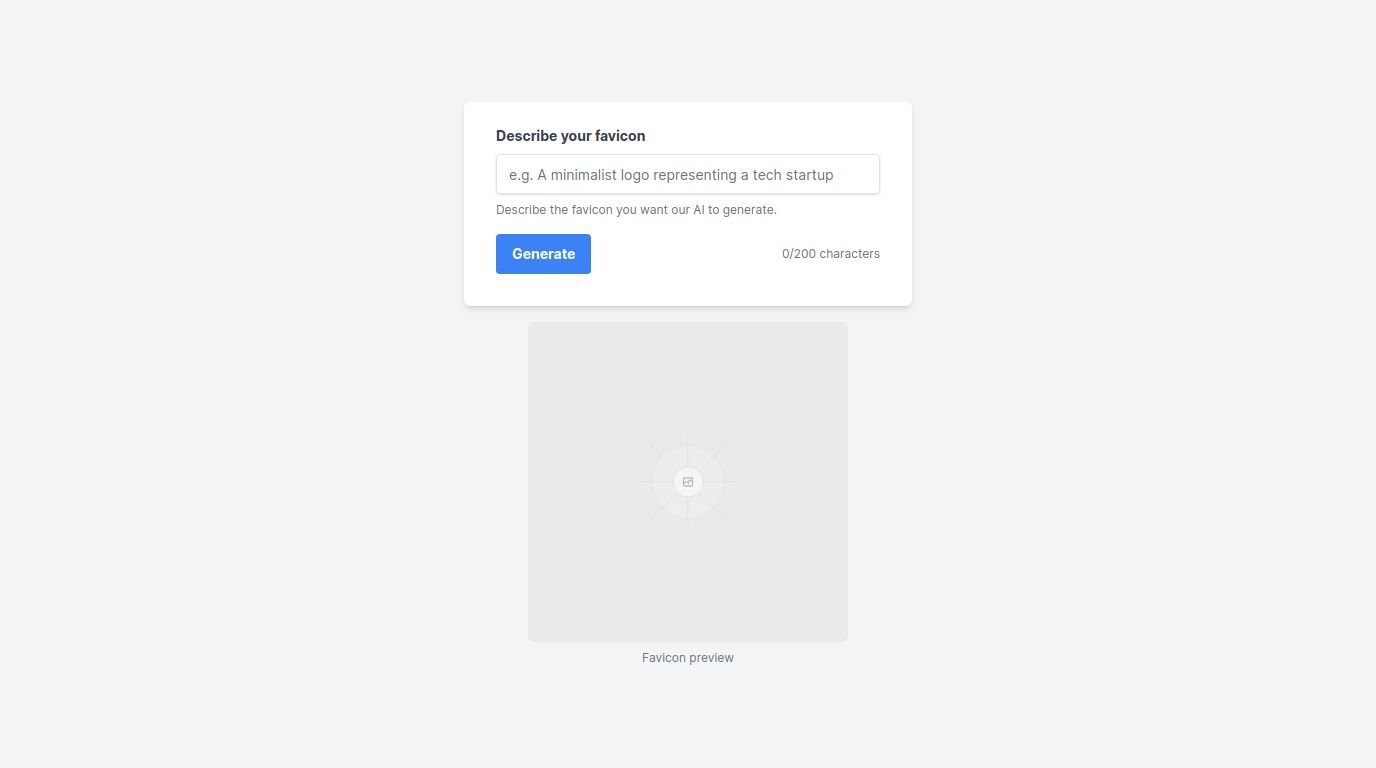 Describe your favicon
e.g. A minimalist logo representing a tech startup
Describe the favicon you want our AI to generate.
Generate
0/200 characters
Favicon preview